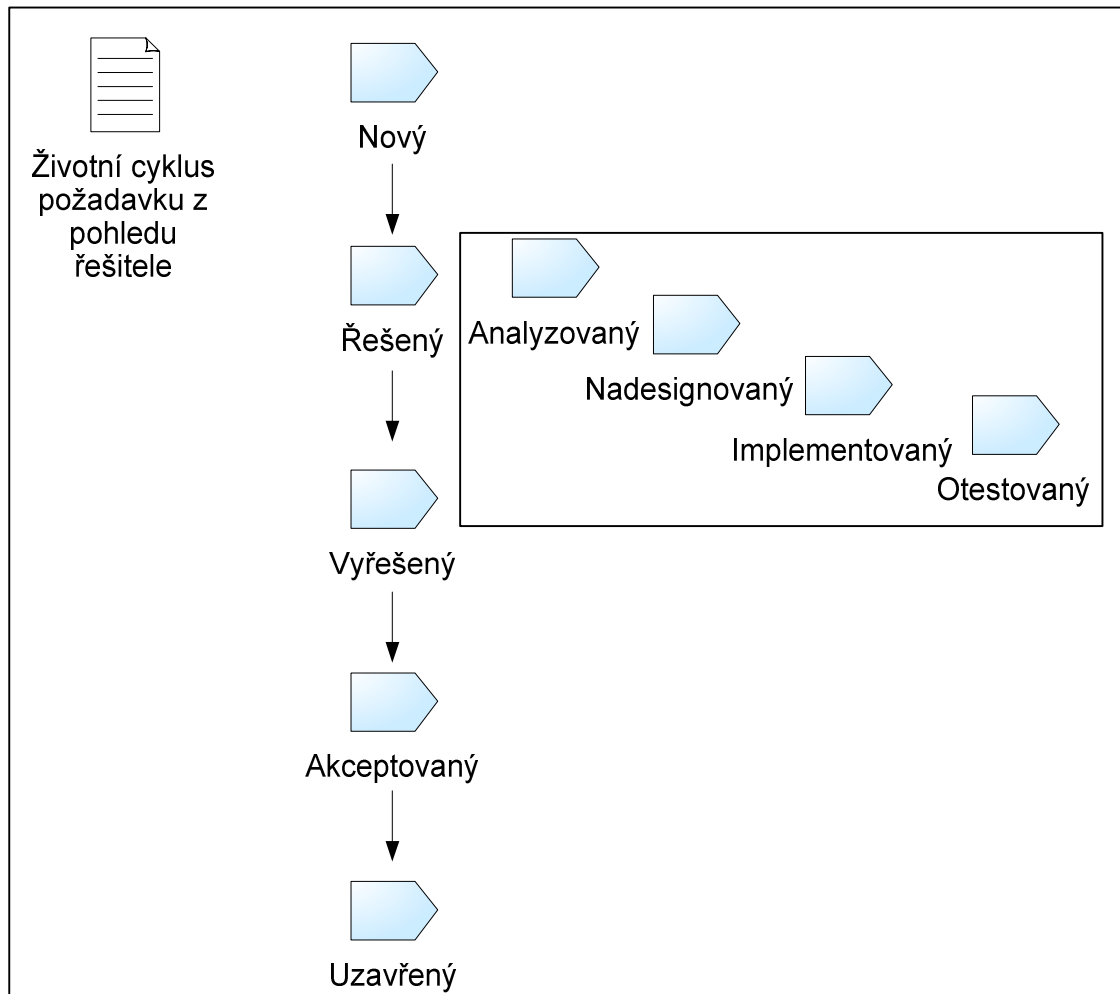 Životní cyklus
požadavku z
pohledu
řešitele
Nový
Řešený
Analyzovaný
Nadesignovaný
Implementovaný
Otestovaný
Vyřešený
Akceptovaný
Uzavřený